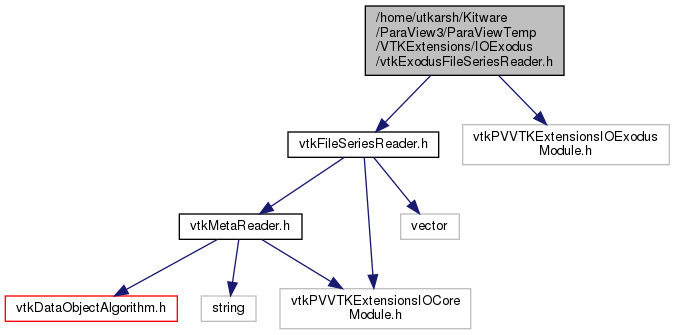 /home/utkarsh/Kitware
/ParaView3/ParaViewTemp
/VTKExtensions/IOExodus
/vtkExodusFileSeriesReader.h
vtkFileSeriesReader.h
vtkPVVTKExtensionsIOExodus
Module.h
vtkMetaReader.h
vector
vtkDataObjectAlgorithm.h
string
vtkPVVTKExtensionsIOCore
Module.h